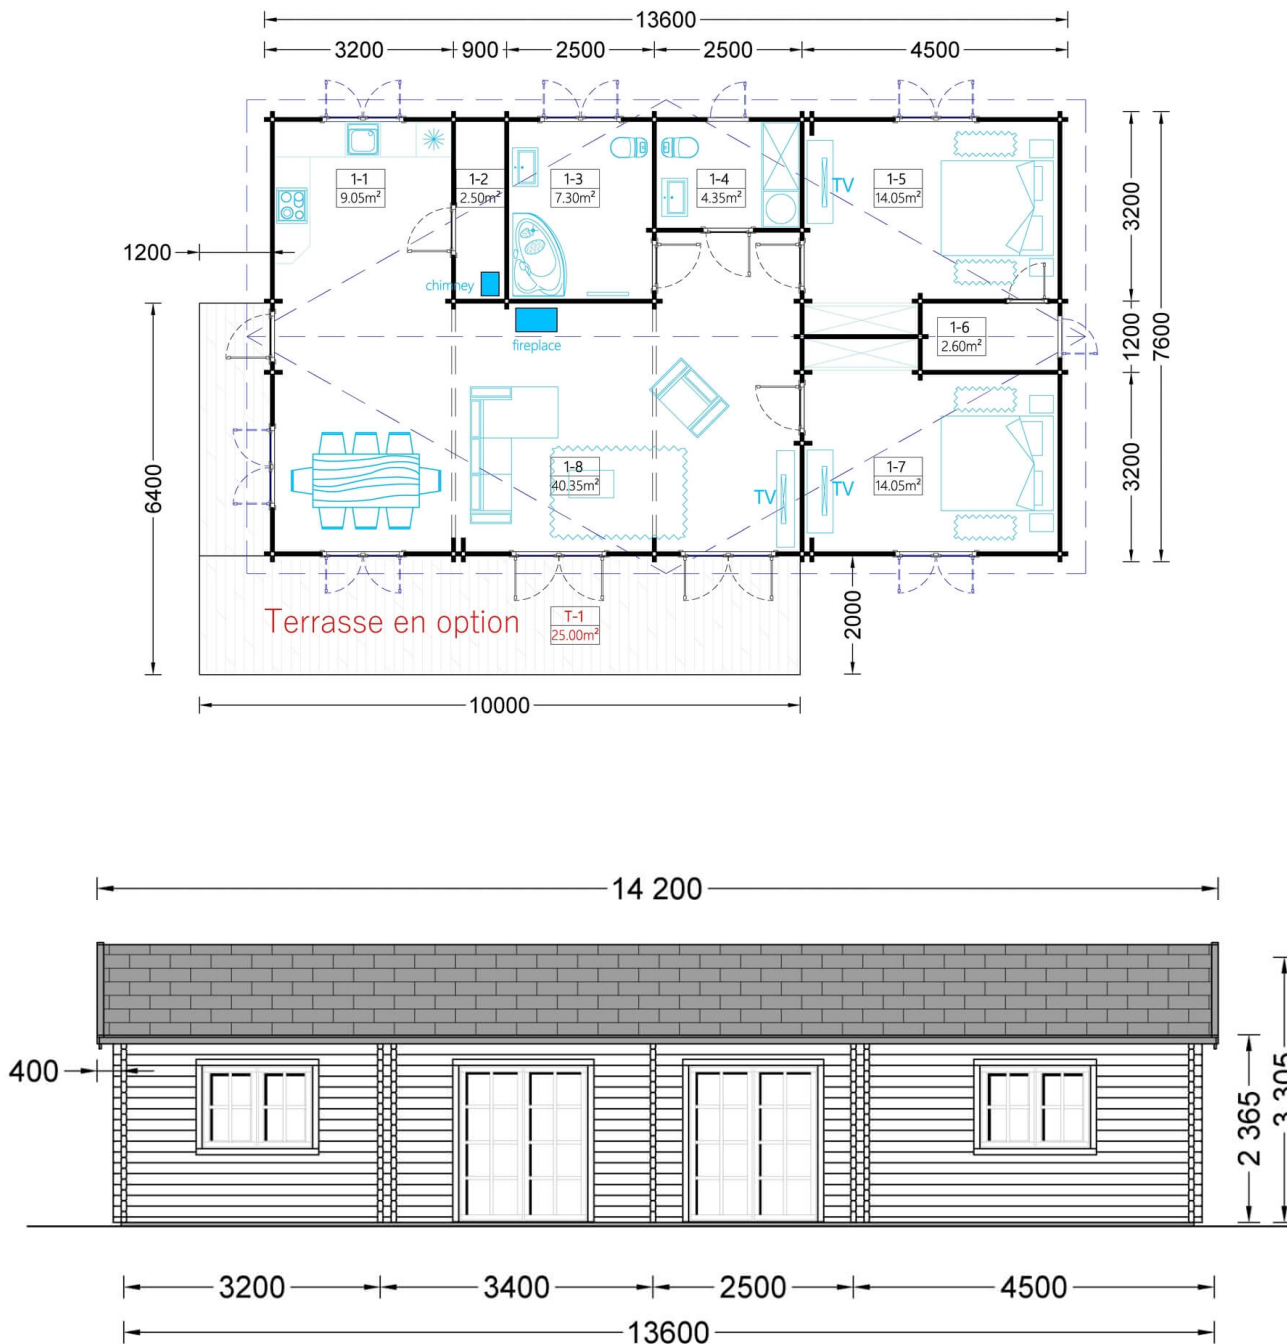 13600
3200 900 2500 2500 4500
1-1
9.05m²
1-2
2.50m²
1-3
7.30m²
1-4
4.35m²
TV
1-5
14.05m²
3200
1200
chimney
fireplace
1-6
2.60m²
1200
7600
6400
1-8
40.35m²
TV
TV
1-7
14.05m²
3200
Terrasse en option
T-1
25.00m²
2000
10000
14 200
400
2 365
3 305
3200 3400 2500 4500
13600